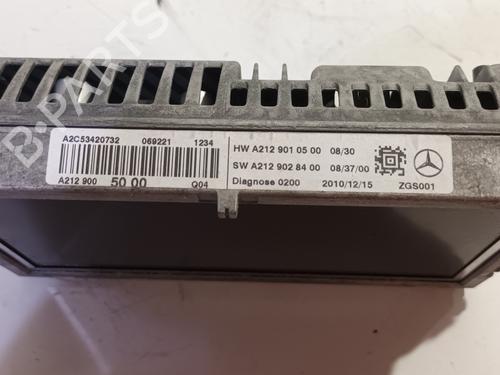 B-PARTS
A2C53420732 069221 1234
A212 900 50 00 Q04
HW A212 901 05 00 08/30
SW A212 902 84 00 08/37/00
Diagnose 0200 2010/12/15 ZGS001